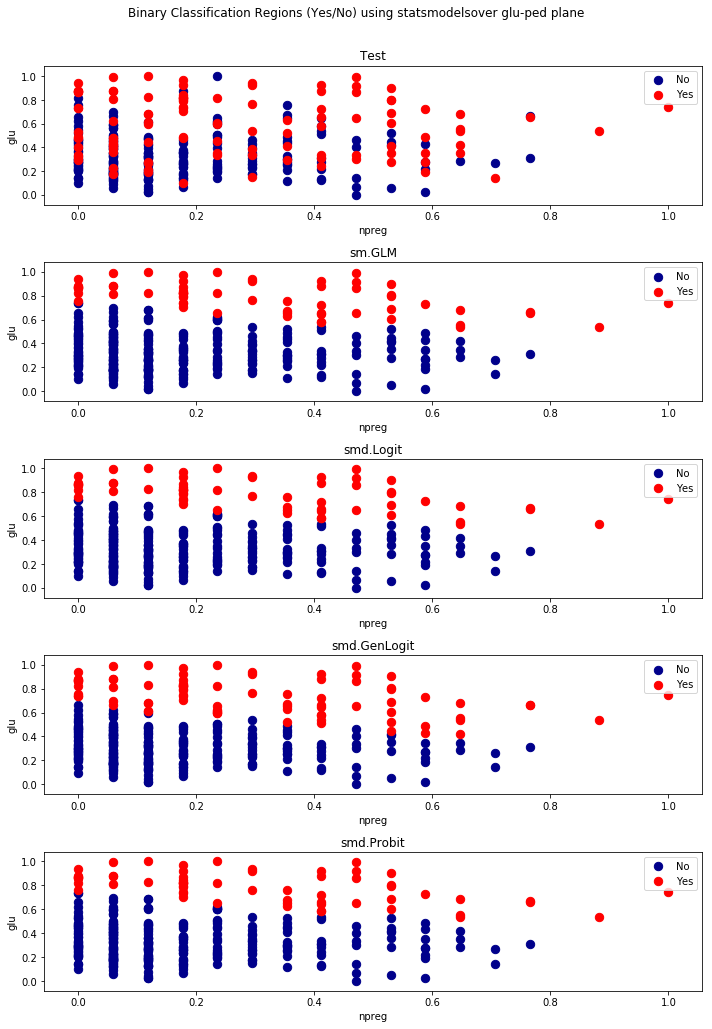 Binary Classification Regions (Yes/No) using statsmodelsover glu-ped plane
Test
1.0
0.8
0.6
0.4
0.2
0.0
glu
No
Yes
0.0 0.2 0.4 0.6 0.8 1.0
npreg
sm.GLM
1.0
0.8
0.6
0.4
0.2
0.0
glu
No
Yes
0.0 0.2 0.4 0.6 0.8 1.0
npreg
smd.Logit
1.0
0.8
0.6
0.4
0.2
0.0
glu
No
Yes
0.0 0.2 0.4 0.6 0.8 1.0
npreg
smd.GenLogit
1.0
0.8
0.6
0.4
0.2
0.0
glu
No
Yes
0.0 0.2 0.4 0.6 0.8 1.0
npreg
smd.Probit
1.0
0.8
0.6
0.4
0.2
0.0
glu
No
Yes
0.0 0.2 0.4 0.6 0.8 1.0
npreg